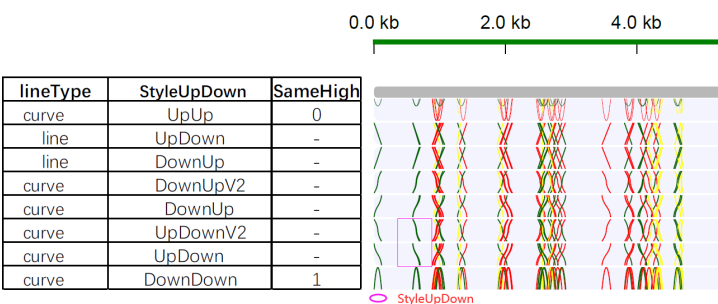 0.0 kb 2.0 kb 4.0 kb
lineType StyleUpDown SameHigh
curve UpUp 0
line UpDown -
line DownUp -
curve DownUpV2 -
curve DownUp -
curve UpDownV2 -
curve UpDown -
curve DownDown 1
StyleUpDown